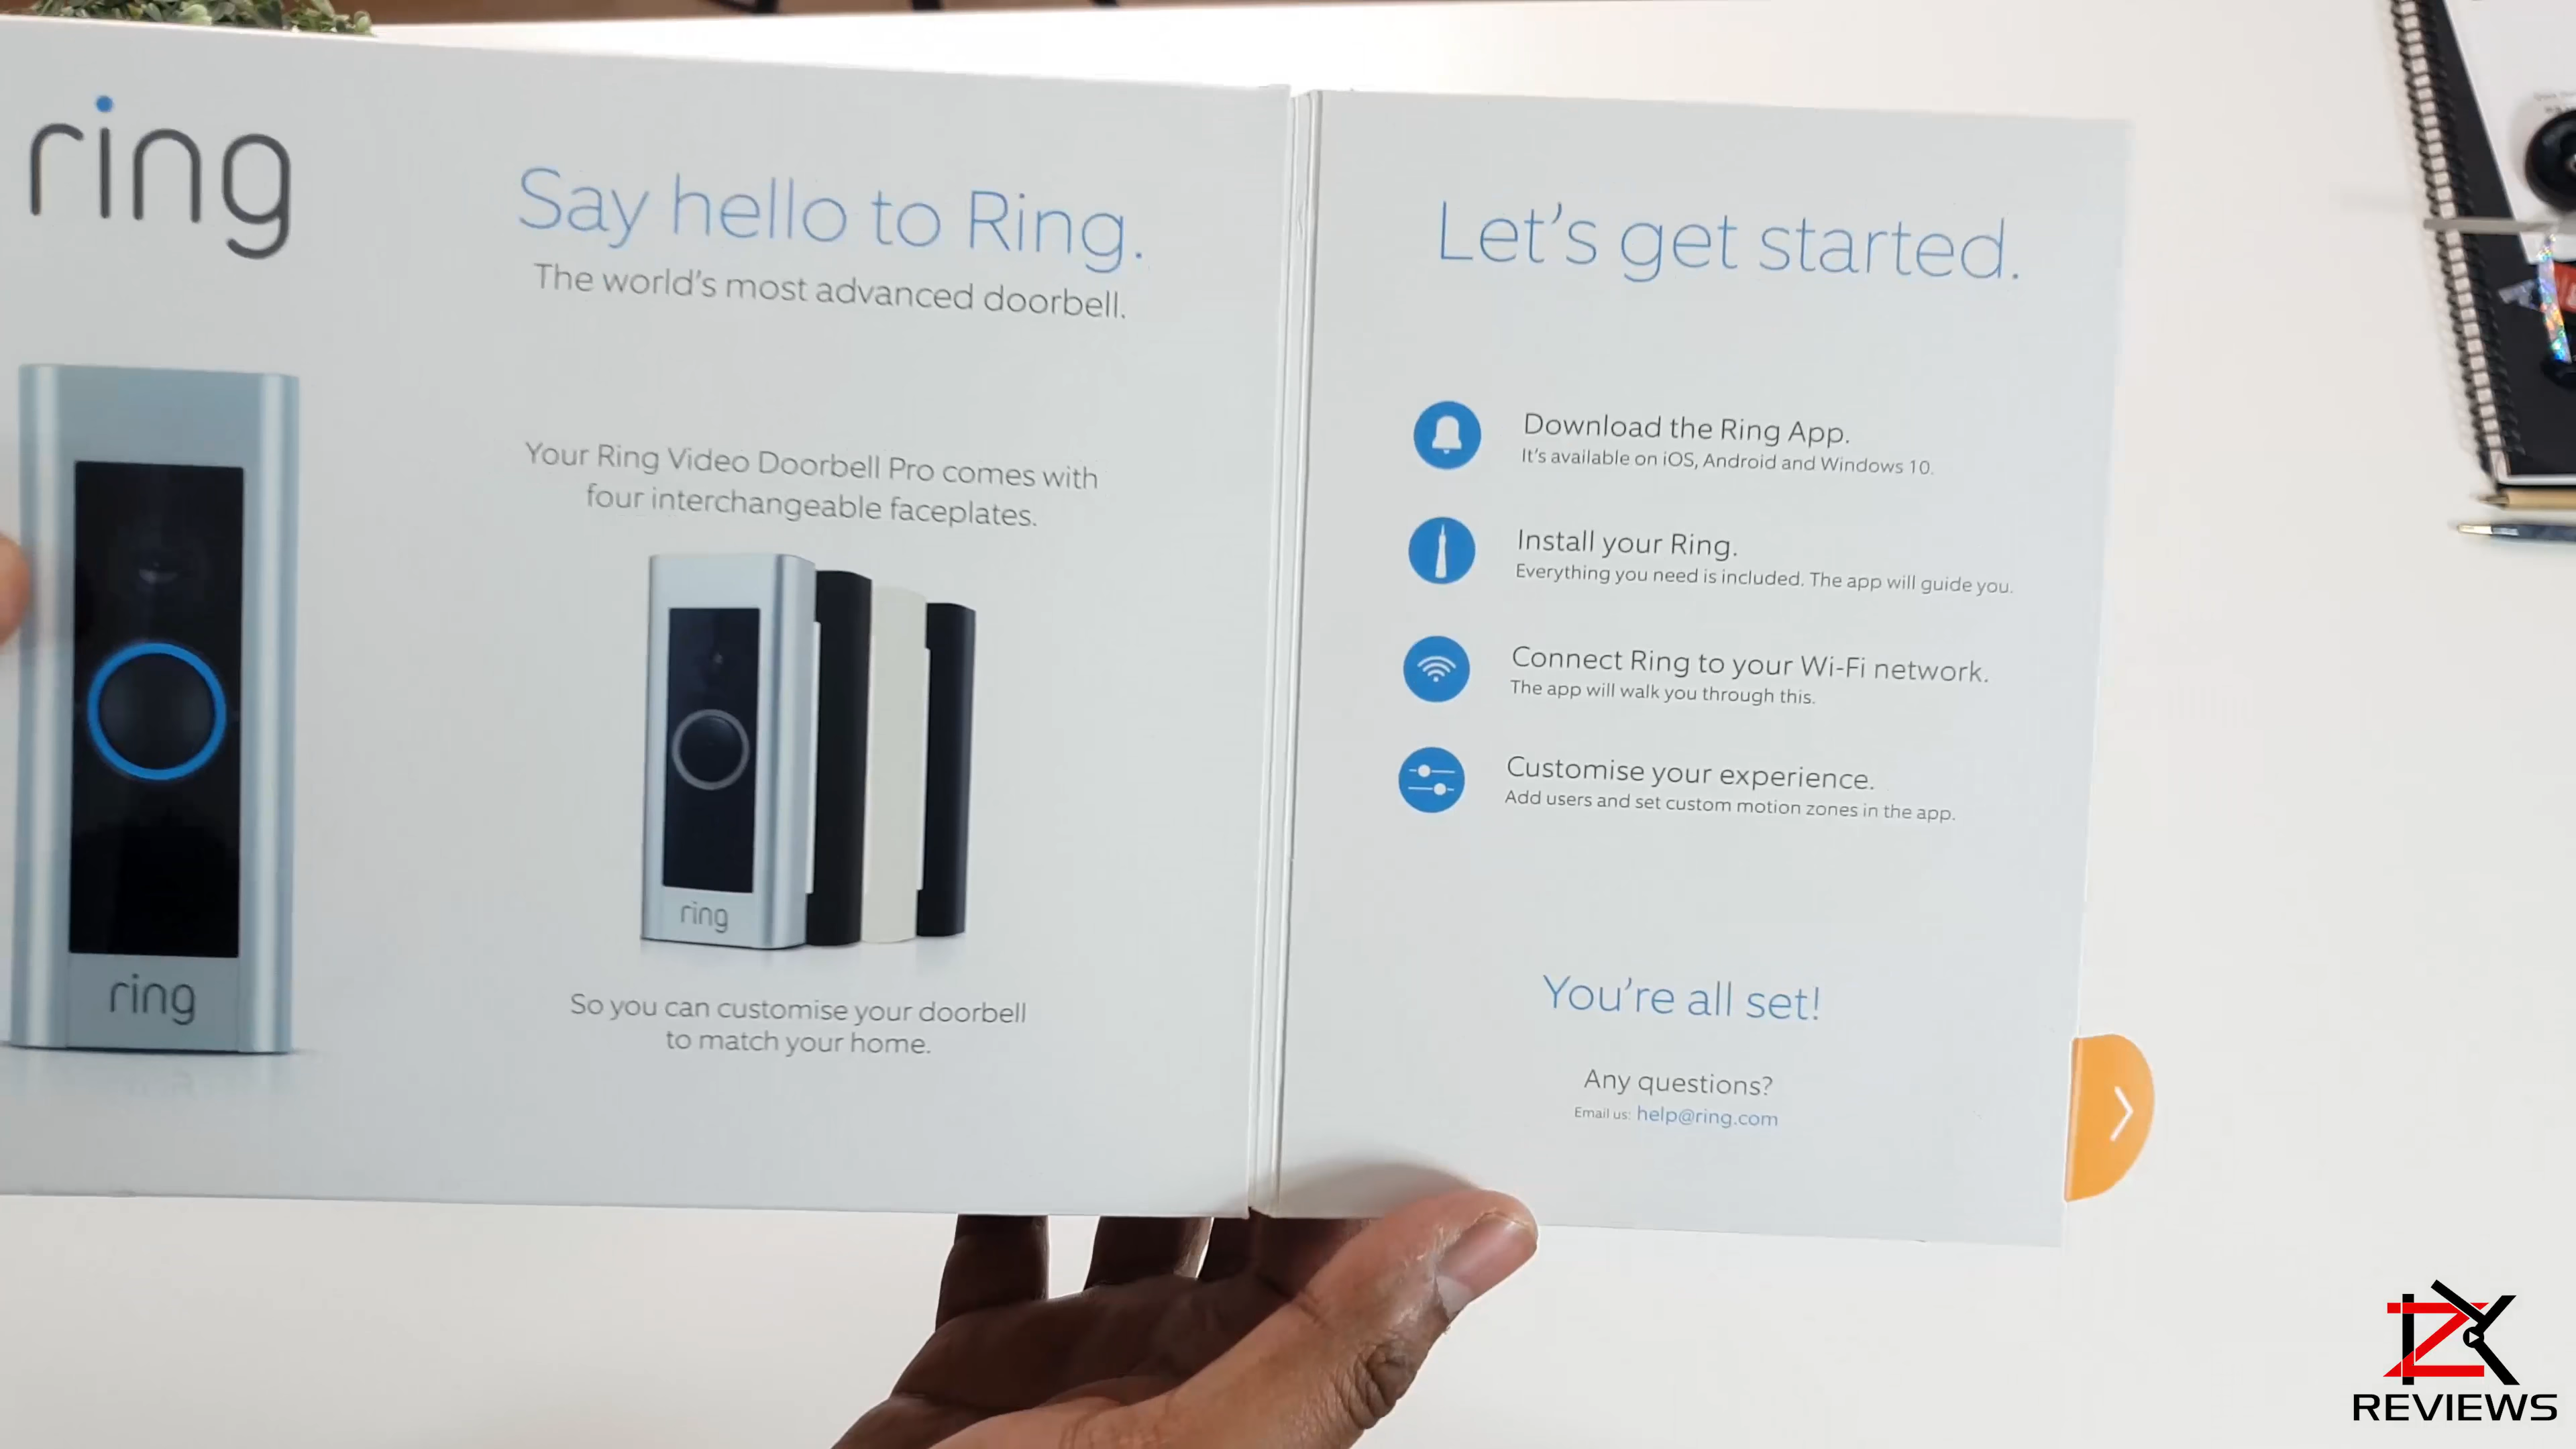 ring
Say hello to Ring.
The world's most advanced doorbell.
Your Ring Video Doorbell Pro comes with
four interchangeable faceplates.
ring
ring
So you can customise your doorbell
to match your home.
Let's get started.
Download the Ring App.
It's available on iOS, Android and Windows 10.
Install your Ring.
Everything you need is included. The app will guide you.
Connect Ring to your Wi-Fi network.
The app will walk you through this.
Customise your experience.
Add users and set custom motion zones in the app.
You're all set!
Any questions?
Email us: help@ring.com
REVIEWS